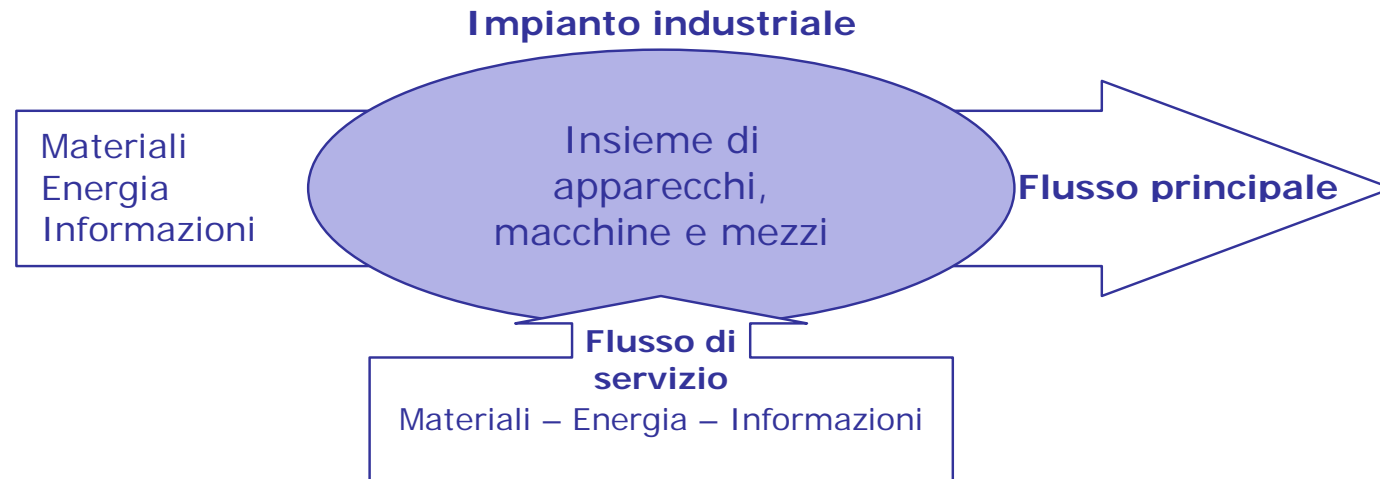 Impianto industriale
Materiali
Energia
Informazioni
Insieme di
apparecchi,
macchine e mezzi
Flusso principale
Flusso di
servizio
Materiali – Energia – Informazioni